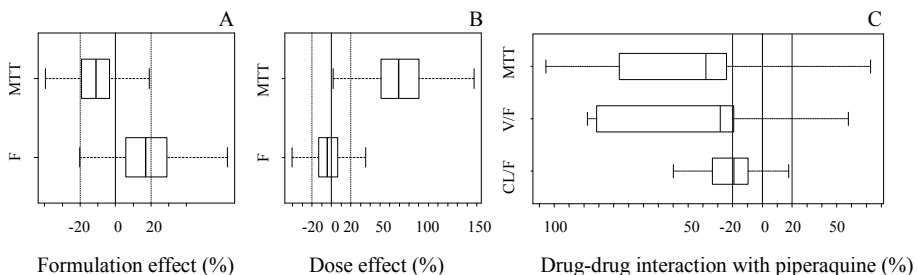 A
MTT
F
-20 0 20
Formulation effect (%)
B
MTT
F
-20 0 20 50 100 150
Dose effect (%)
C
MTT
V/F
CL/F
100 50 -20 0 20 50
Drug-drug interaction with piperaquine (%)